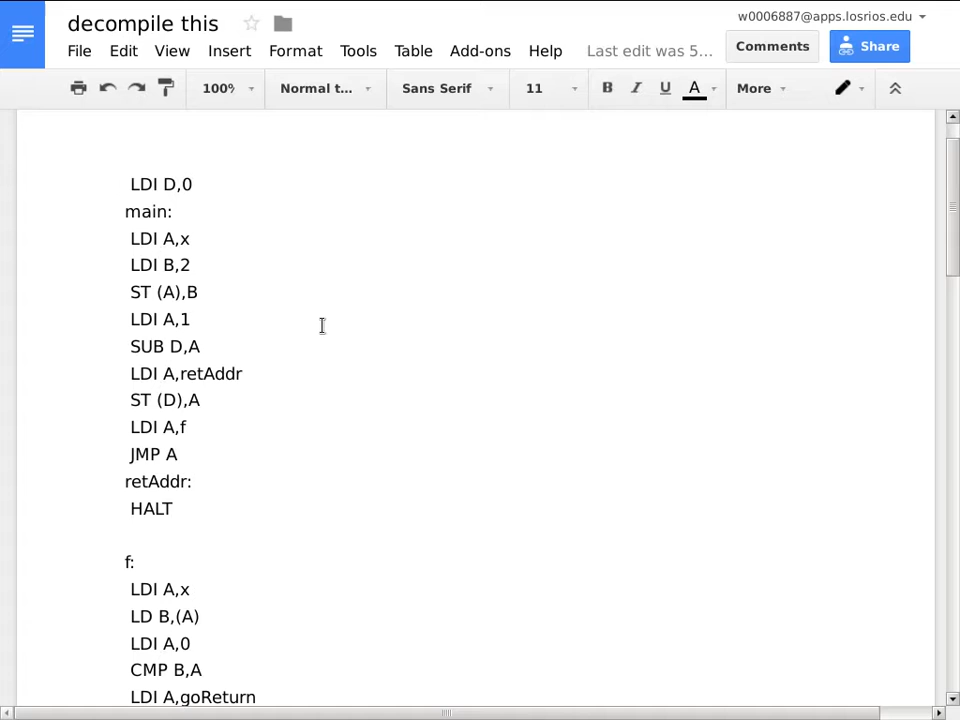 decompile this
w0006887@apps.losrios.edu
File Edit View Insert Format Tools Table Add-ons Help Last edit was 5...
Comments
Share
100% Normal t... Sans Serif 11 B I U A More
LDI D,0
main:
LDI A,x
LDI B,2
ST (A),B
LDI A,1
SUB D,A
LDI A,retAddr
ST (D),A
LDI A,f
JMP A
retAddr:
HALT
f:
LDI A,x
LD B,(A)
LDI A,0
CMP B,A
LDI A,goReturn